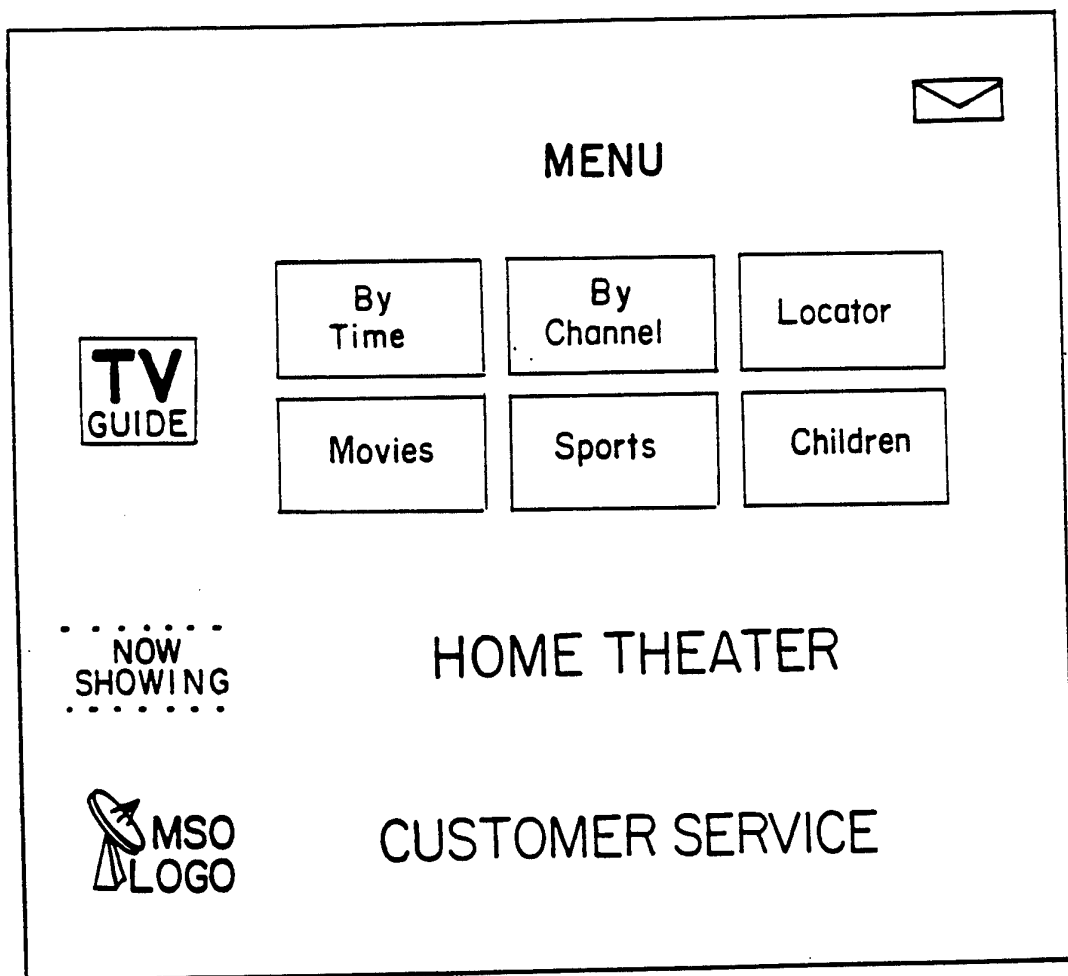 MENU
By
Time
By
Channel
Locator
TV
GUIDE
Movies
Sports
Children
NOW
SHOWING
HOME THEATER
MSO
LOGO
CUSTOMER SERVICE